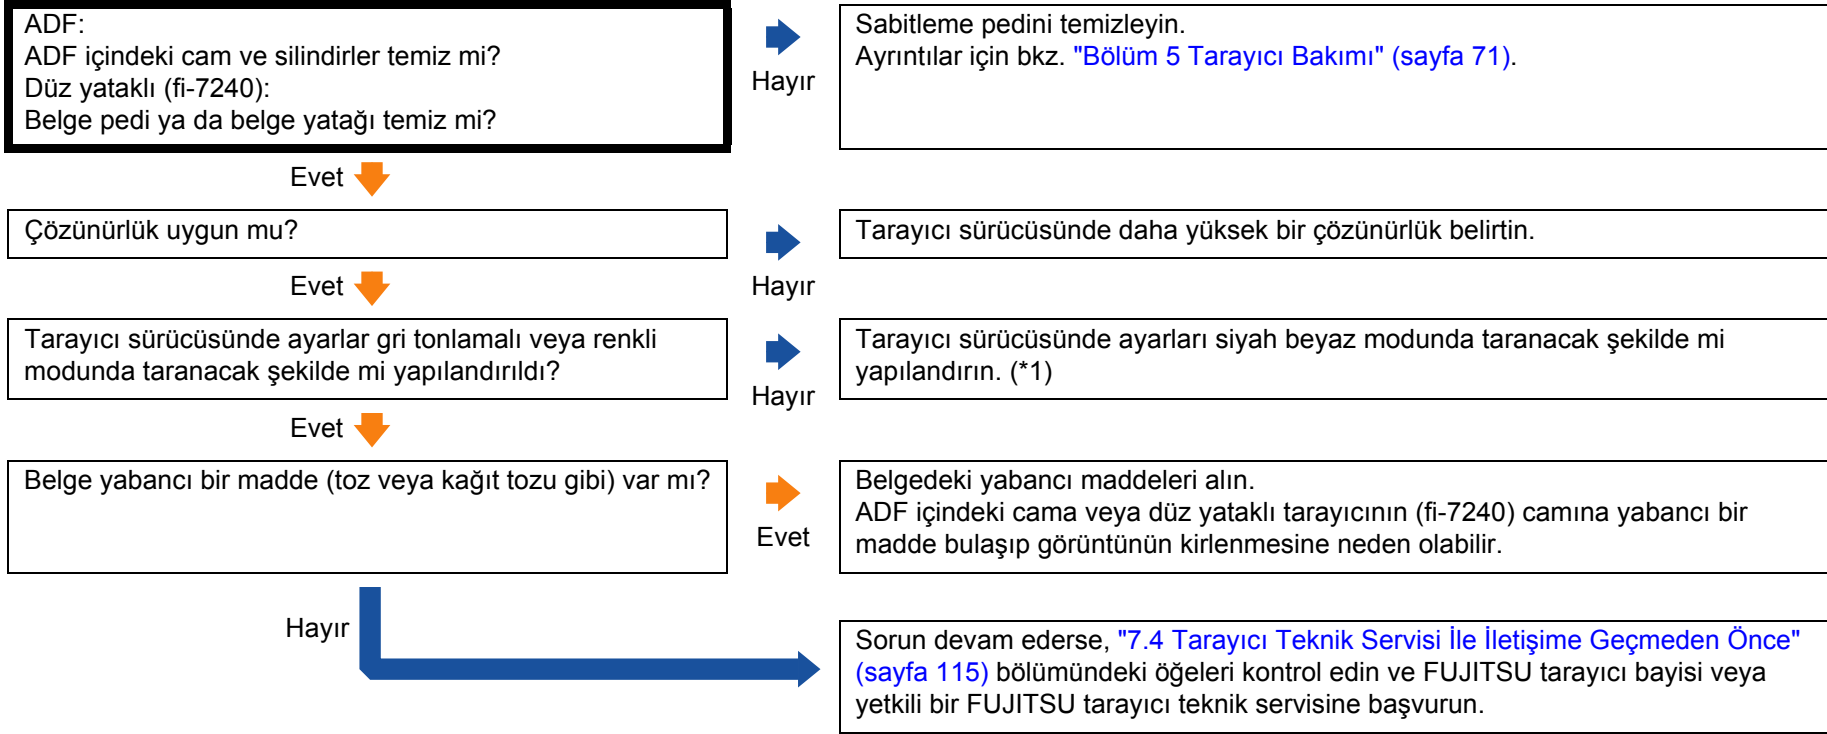 ADF:
ADF içindeki cam ve silindirler temiz mi?
Düz yataklı (fi-7240):
Belge pedi ya da belge yatağı temiz mi?
Hayır
Sabitleme pedini temizleyin.
Ayrıntılar için bkz. "Bölüm 5 Tarayıcı Bakımı" (sayfa 71).
Evet
Çözünürlük uygun mu?
Hayır
Tarayıcı sürücüsünde daha yüksek bir çözünürlük belirtin.
Evet
Tarayıcı sürücüsünde ayarlar gri tonlamalı veya renkli
modunda taranacak şekilde mi yapılandırıldı?
Hayır
Tarayıcı sürücüsünde ayarları siyah beyaz modunda taranacak şekilde mi
yapılandırın. (*1)
Evet
Belge yabancı bir madde (toz veya kağıt tozu gibi) var mı?
Evet
Belgedeki yabancı maddeleri alın.
ADF içindeki cama veya düz yataklı tarayıcının (fi-7240) camına yabancı bir
madde bulaşıp görüntünün kirlenmesine neden olabilir.
Hayır
Sorun devam ederse, "7.4 Tarayıcı Teknik Servisi İle İletişime Geçmeden Önce"
(sayfa 115) bölümündeki öğeleri kontrol edin ve FUJITSU tarayıcı bayisi veya
yetkili bir FUJITSU tarayıcı teknik servisine başvurun.